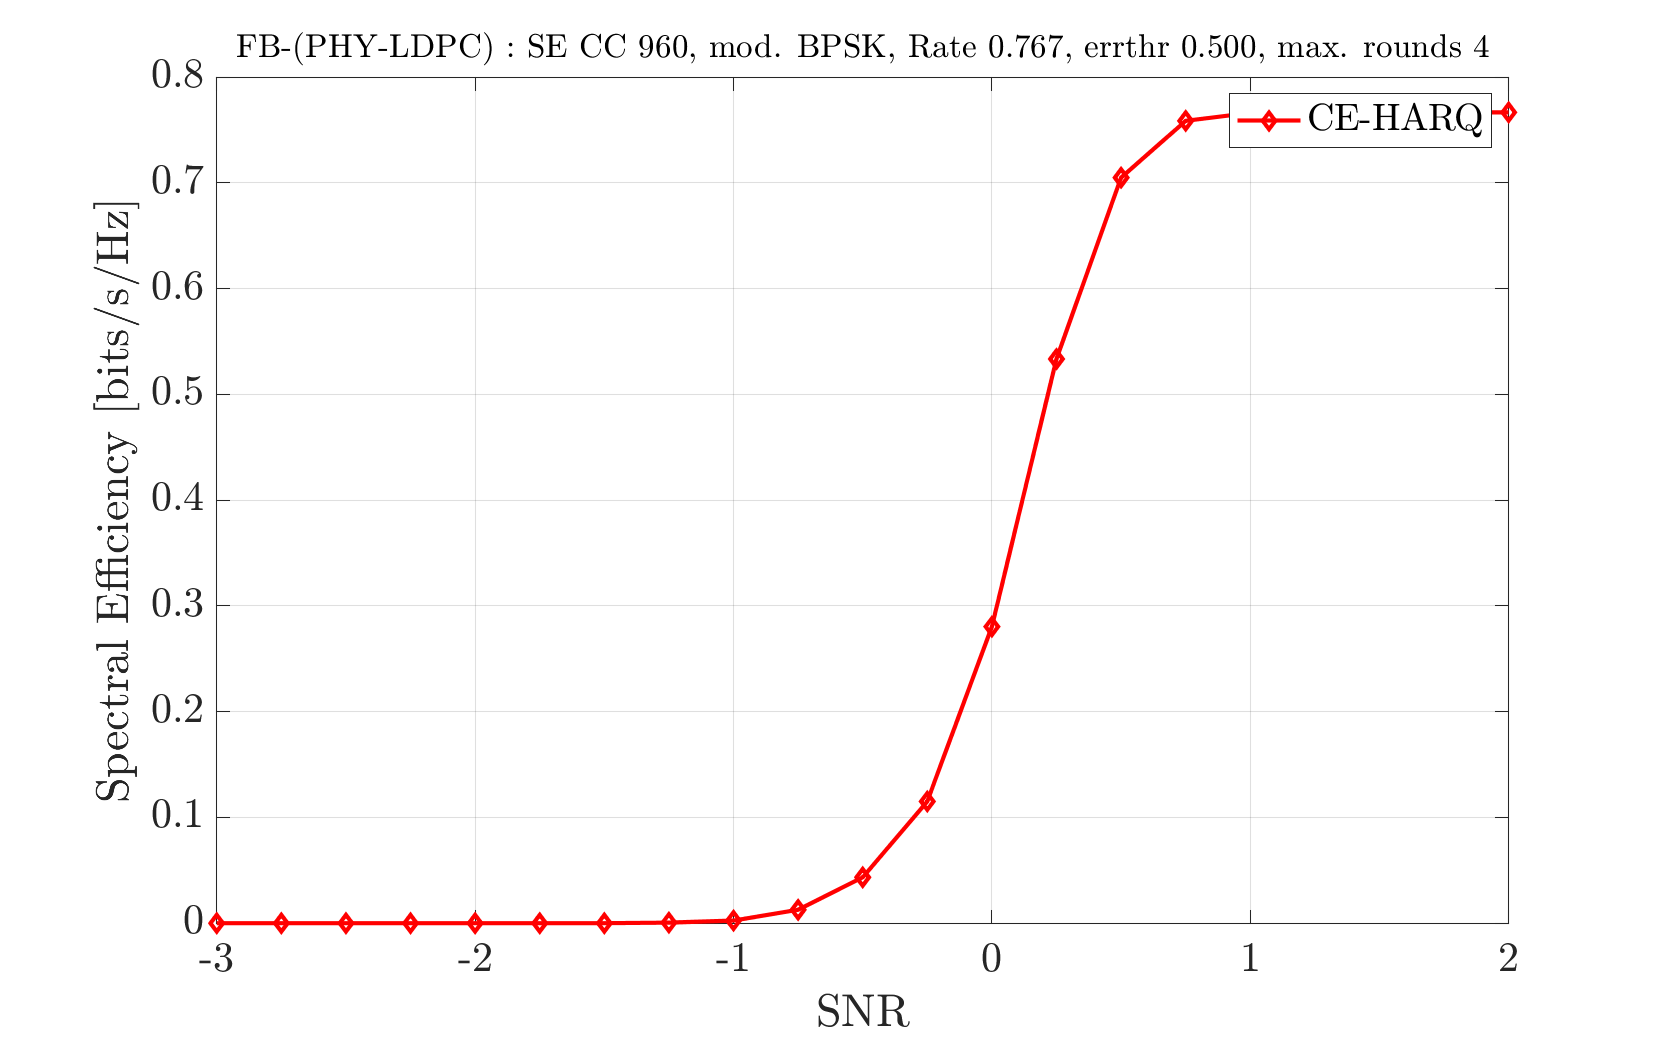 FB-(PHY-LDPC) : SE CC 960, mod. BPSK, Rate 0.767, errthr 0.500, max. rounds 4
CE-HARQ
Spectral Efficiency [bits/s/Hz]
0.8
0.7
0.6
0.5
0.4
0.3
0.2
0.1
0
-3 -2 -1 0 1 2
SNR